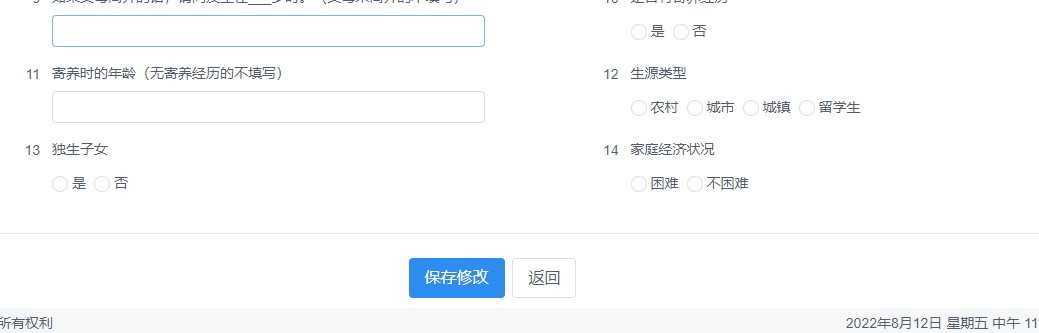 是 否
11 寄养时的年龄（无寄养经历的不填写）
12 生源类型
农村 城市 城镇 留学生
13 独生子女
14 家庭经济状况
是 否
困难 不困难
保存修改 返回
所有权利
2022年8月12日 星期五 中午 11